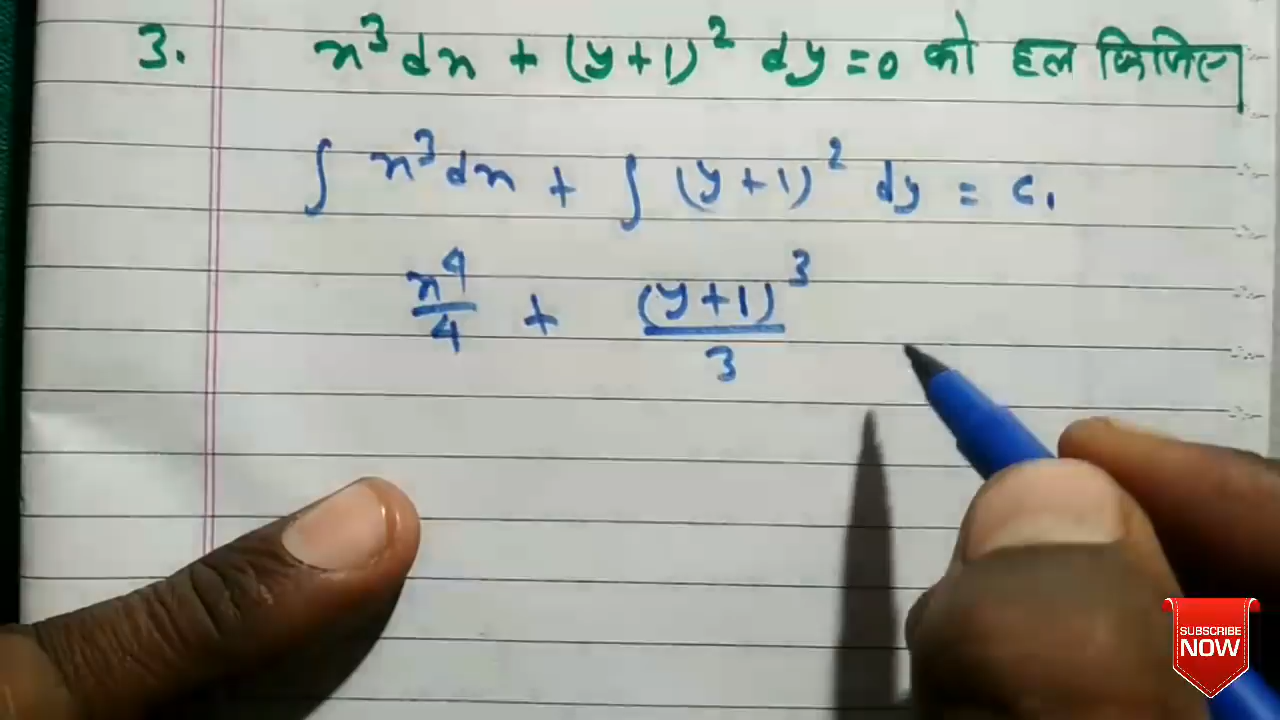 3. x³dx + (y+1)² dy = 0 को हल किजिए
∫ x³dx + ∫ (y+1)² dy = c₁
x⁴/4 + (y+1)³/3
SUBSCRIBE
NOW